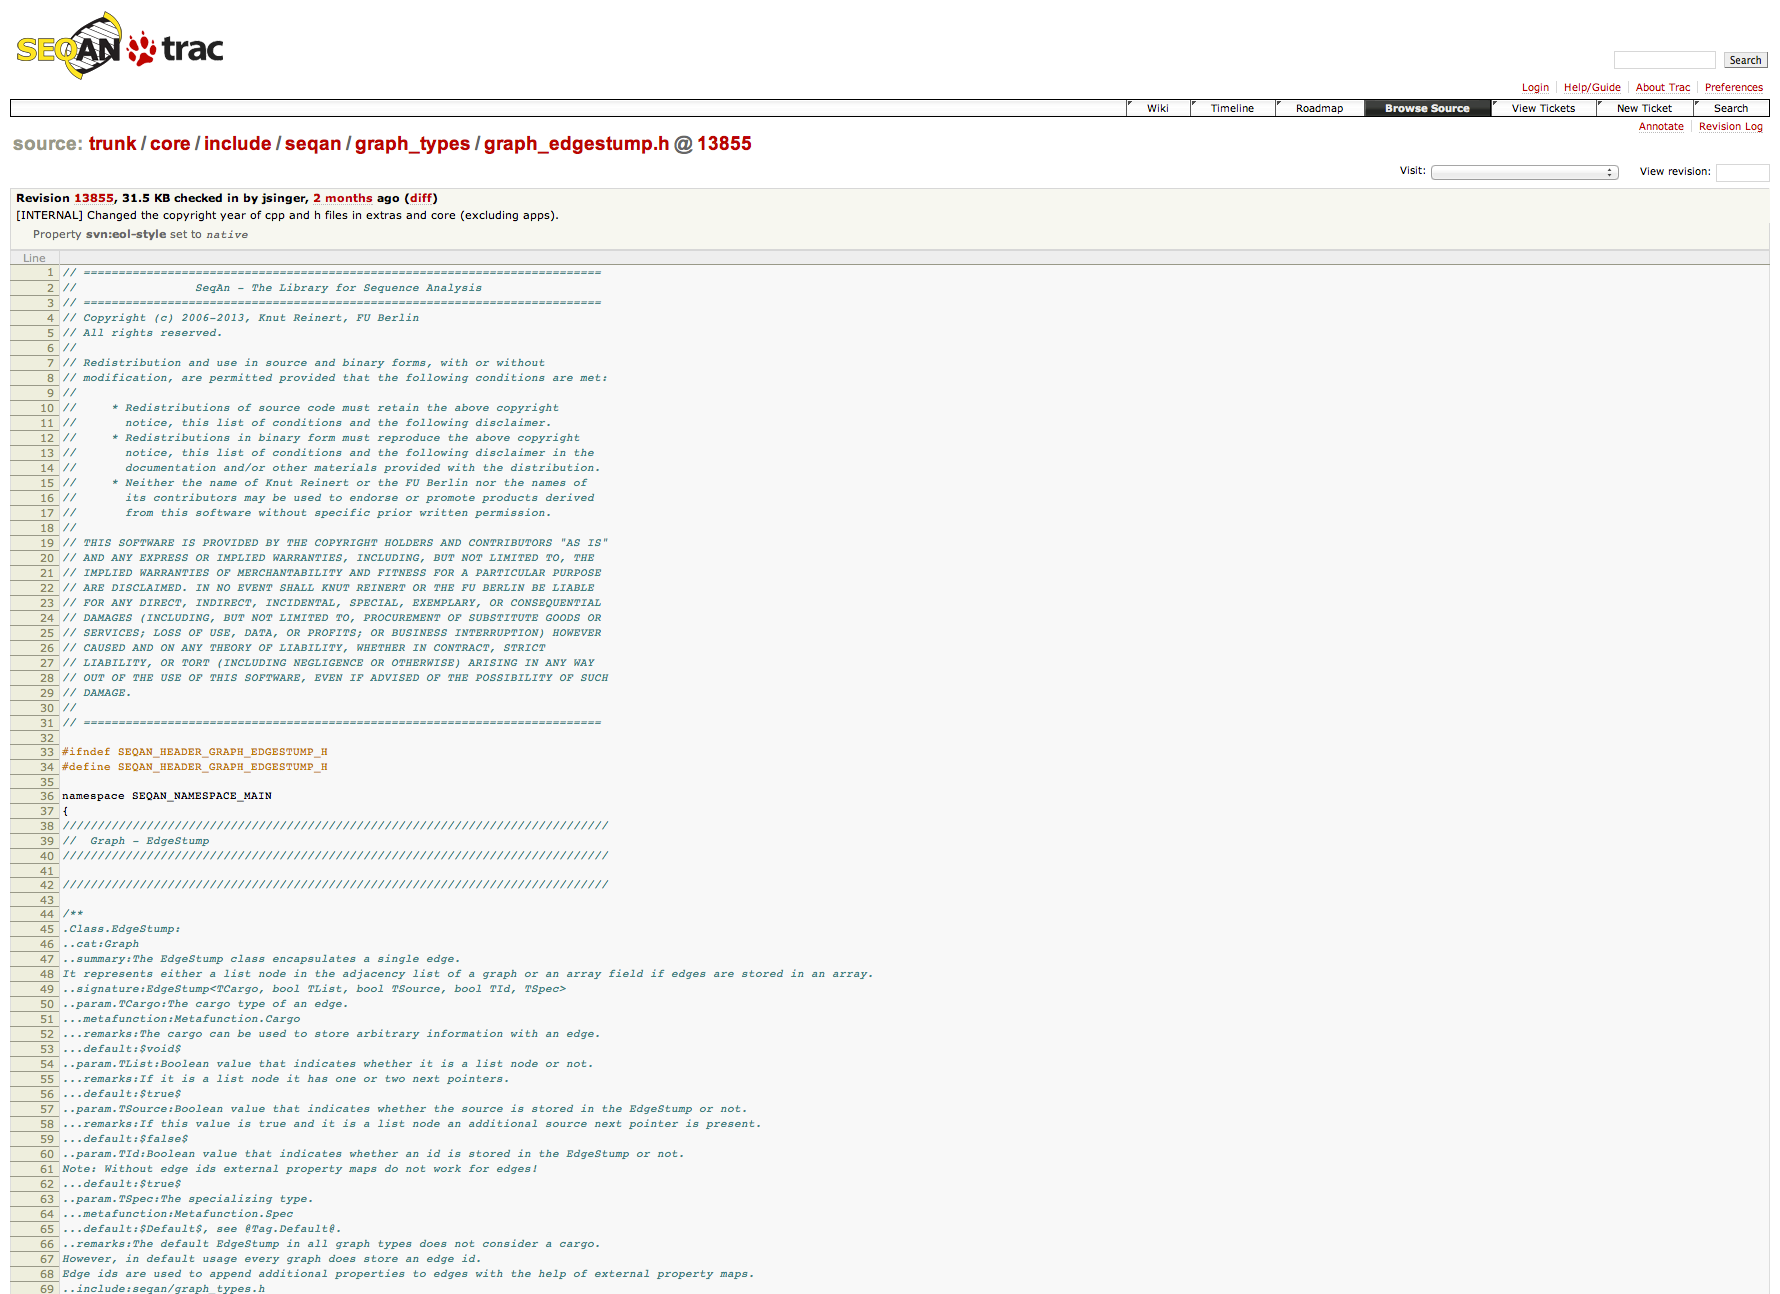 SEQAN trac
Search
Login Help/Guide About Trac Preferences
Wiki Timeline Roadmap Browse Source View Tickets New Ticket Search
Annotate Revision Log
source: trunk / core / include / seqan / graph_types / graph_edgestump.h @ 13855
Visit: View revision:
Revision 13855, 31.5 KB checked in by jsinger, 2 months ago (diff)
[INTERNAL] Changed the copyright year of cpp and h files in extras and core (excluding apps).
Property svn:eol-style set to native
Line
1 // ==========================================================================
2 //                 SeqAn - The Library for Sequence Analysis
3 // ==========================================================================
4 // Copyright (c) 2006-2013, Knut Reinert, FU Berlin
5 // All rights reserved.
6 //
7 // Redistribution and use in source and binary forms, with or without
8 // modification, are permitted provided that the following conditions are met:
9 //
10 //     * Redistributions of source code must retain the above copyright
11 //       notice, this list of conditions and the following disclaimer.
12 //     * Redistributions in binary form must reproduce the above copyright
13 //       notice, this list of conditions and the following disclaimer in the
14 //       documentation and/or other materials provided with the distribution.
15 //     * Neither the name of Knut Reinert or the FU Berlin nor the names of
16 //       its contributors may be used to endorse or promote products derived
17 //       from this software without specific prior written permission.
18 //
19 // THIS SOFTWARE IS PROVIDED BY THE COPYRIGHT HOLDERS AND CONTRIBUTORS "AS IS"
20 // AND ANY EXPRESS OR IMPLIED WARRANTIES, INCLUDING, BUT NOT LIMITED TO, THE
21 // IMPLIED WARRANTIES OF MERCHANTABILITY AND FITNESS FOR A PARTICULAR PURPOSE
22 // ARE DISCLAIMED. IN NO EVENT SHALL KNUT REINERT OR THE FU BERLIN BE LIABLE
23 // FOR ANY DIRECT, INDIRECT, INCIDENTAL, SPECIAL, EXEMPLARY, OR CONSEQUENTIAL
24 // DAMAGES (INCLUDING, BUT NOT LIMITED TO, PROCUREMENT OF SUBSTITUTE GOODS OR
25 // SERVICES; LOSS OF USE, DATA, OR PROFITS; OR BUSINESS INTERRUPTION) HOWEVER
26 // CAUSED AND ON ANY THEORY OF LIABILITY, WHETHER IN CONTRACT, STRICT
27 // LIABILITY, OR TORT (INCLUDING NEGLIGENCE OR OTHERWISE) ARISING IN ANY WAY
28 // OUT OF THE USE OF THIS SOFTWARE, EVEN IF ADVISED OF THE POSSIBILITY OF SUCH
29 // DAMAGE.
30 //
31 // ==========================================================================
32
33 #ifndef SEQAN_HEADER_GRAPH_EDGESTUMP_H
34 #define SEQAN_HEADER_GRAPH_EDGESTUMP_H
35
36 namespace SEQAN_NAMESPACE_MAIN
37 {
38 //////////////////////////////////////////////////////////////////////////////
39 //  Graph - EdgeStump
40 //////////////////////////////////////////////////////////////////////////////
41
42 //////////////////////////////////////////////////////////////////////////////
43
44 /**
45 .Class.EdgeStump:
46 ..cat:Graph
47 ..summary:The EdgeStump class encapsulates a single edge.
48 It represents either a list node in the adjacency list of a graph or an array field if edges are stored in an array.
49 ..signature:EdgeStump<TCargo, bool TList, bool TSource, bool TId, TSpec>
50 ..param.TCargo:The cargo type of an edge.
51 ...metafunction:Metafunction.Cargo
52 ...remarks:The cargo can be used to store arbitrary information with an edge.
53 ...default:$void$
54 ..param.TList:Boolean value that indicates whether it is a list node or not.
55 ...remarks:If it is a list node it has one or two next pointers.
56 ...default:$true$
57 ..param.TSource:Boolean value that indicates whether the source is stored in the EdgeStump or not.
58 ...remarks:If this value is true and it is a list node an additional source next pointer is present.
59 ...default:$false$
60 ..param.TId:Boolean value that indicates whether an id is stored in the EdgeStump or not.
61 Note: Without edge ids external property maps do not work for edges!
62 ...default:$true$
63 ..param.TSpec:The specializing type.
64 ...metafunction:Metafunction.Spec
65 ...default:$Default$, see @Tag.Default@.
66 ..remarks:The default EdgeStump in all graph types does not consider a cargo.
67 However, in default usage every graph does store an edge id.
68 Edge ids are used to append additional properties to edges with the help of external property maps.
69 ..include:seqan/graph_types.h